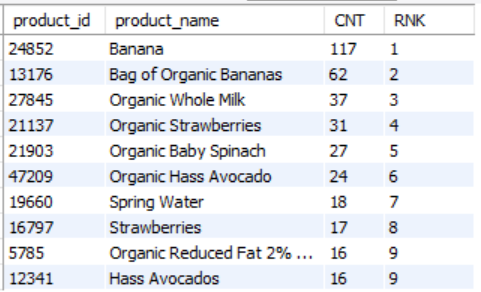 product_id product_name CNT RNK
24852 Banana 117 1
13176 Bag of Organic Bananas 62 2
27845 Organic Whole Milk 37 3
21137 Organic Strawberries 31 4
21903 Organic Baby Spinach 27 5
47209 Organic Hass Avocado 24 6
19660 Spring Water 18 7
16797 Strawberries 17 8
5785 Organic Reduced Fat 2% ... 16 9
12341 Hass Avocados 16 9